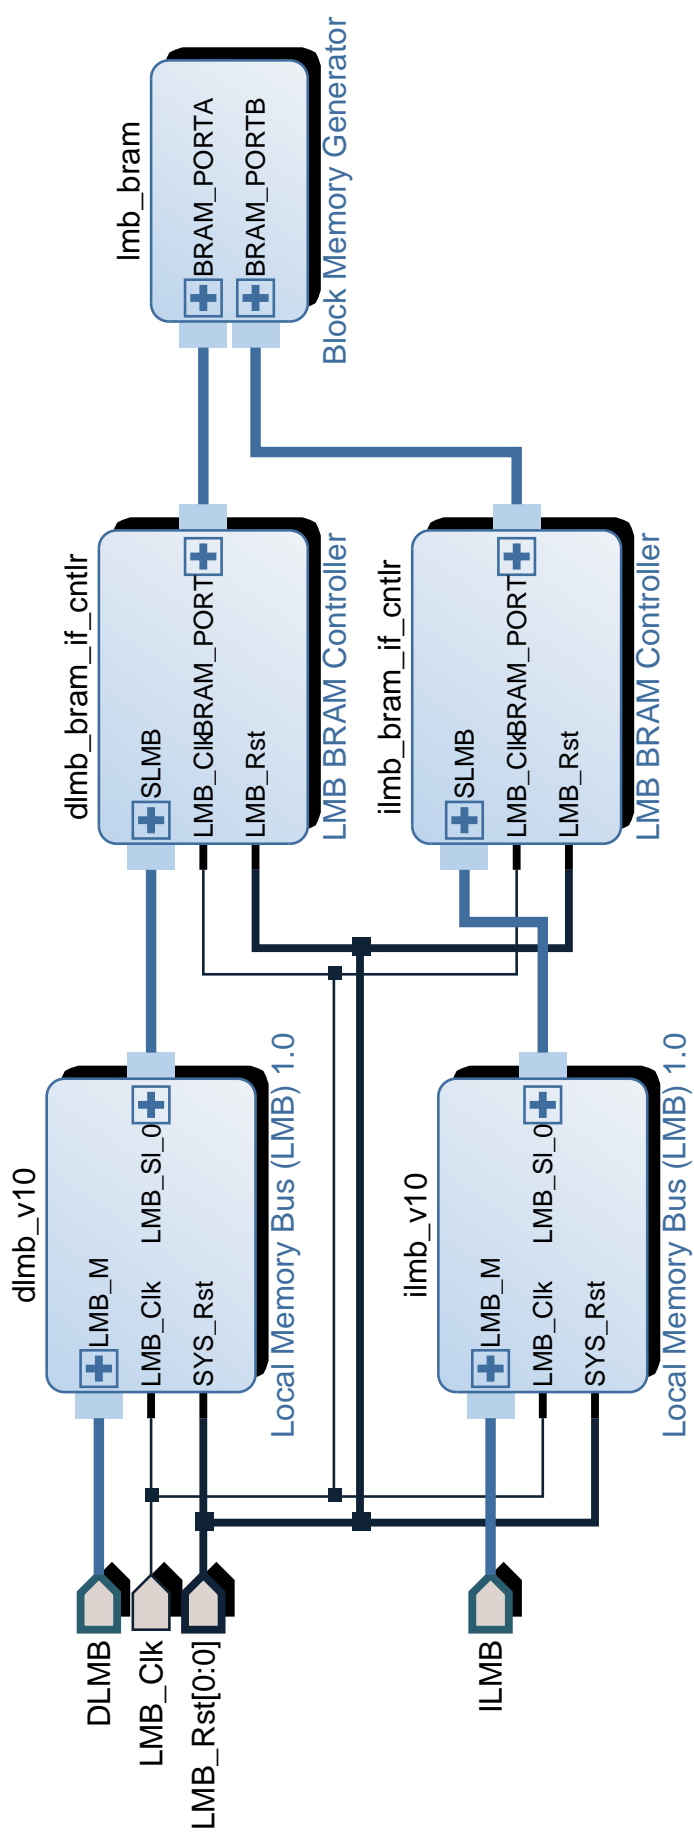 DLMB
LMB_Clk
LMB_Rst[0:0]
ILMB
dlmb_v10
LMB_M
LMB_Clk
SYS_Rst
LMB_Sl_0
Local Memory Bus (LMB) 1.0
ilmb_v10
LMB_M
LMB_Clk
SYS_Rst
LMB_Sl_0
Local Memory Bus (LMB) 1.0
dlmb_bram_if_cntlr
SLMB
LMB_Clk
LMB_Rst
BRAM_PORT
LMB BRAM Controller
ilmb_bram_if_cntlr
SLMB
LMB_Clk
LMB_Rst
BRAM_PORT
LMB BRAM Controller
lmb_bram
BRAM_PORTA
BRAM_PORTB
Block Memory Generator